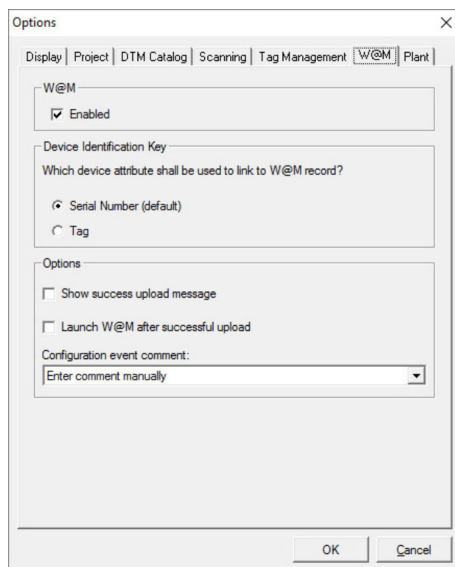 Options
Display Project DTM Catalog Scanning Tag Management W@M Plant
W@M
Enabled
Device Identification Key
Which device attribute shall be used to link to W@M record?
Serial Number (default)
Tag
Options
Show success upload message
Launch W@M after successful upload
Configuration event comment:
Enter comment manually
OK Cancel